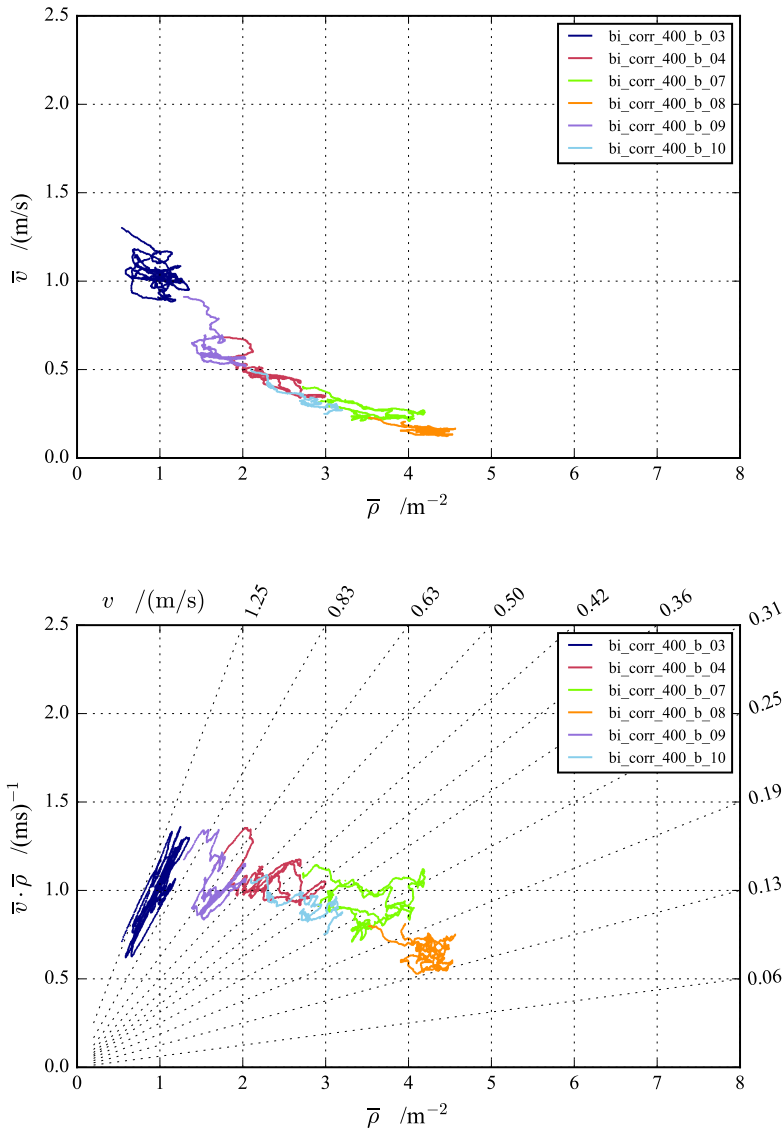 2.5
2.0
1.5
1.0
0.5
0.0
v̅ /(m/s)
bi_corr_400_b_03
bi_corr_400_b_04
bi_corr_400_b_07
bi_corr_400_b_08
bi_corr_400_b_09
bi_corr_400_b_10
0 1 2 3 4 5 6 7 8
ρ̅ /m⁻²
v /(m/s)
1.25 0.83 0.63 0.50 0.42 0.36 0.31
0.25
0.19
0.13
0.06
2.5
2.0
1.5
1.0
0.5
0.0
v̅ · ρ̅ /(ms)⁻¹
bi_corr_400_b_03
bi_corr_400_b_04
bi_corr_400_b_07
bi_corr_400_b_08
bi_corr_400_b_09
bi_corr_400_b_10
0 1 2 3 4 5 6 7 8
ρ̅ /m⁻²